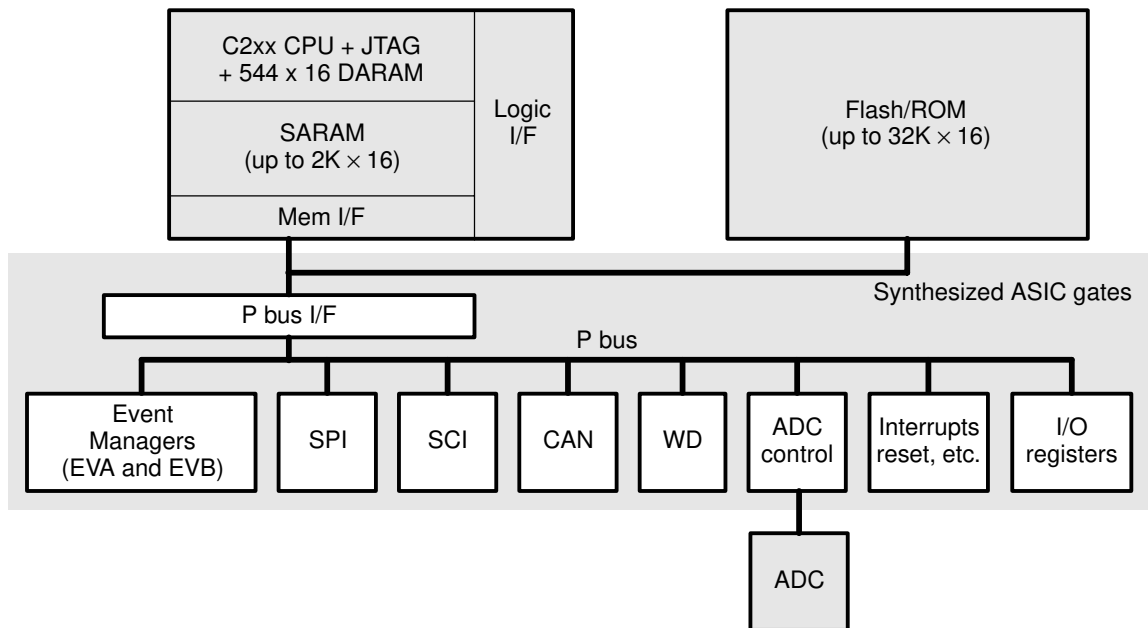 C2xx CPU + JTAG
+ 544 x 16 DARAM
SARAM
(up to 2K × 16)
Mem I/F
Logic
I/F
Flash/ROM
(up to 32K × 16)
Synthesized ASIC gates
P bus I/F
P bus
Event
Managers
(EVA and EVB)
SPI
SCI
CAN
WD
ADC
control
Interrupts
reset, etc.
I/O
registers
ADC